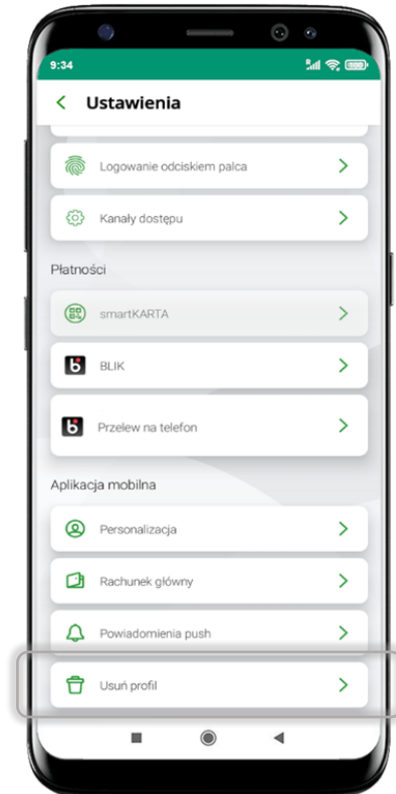 9:34
Ustawienia
Logowanie odciskiem palca
Kanały dostępu
Płatności
smartKARTA
BLIK
Przelew na telefon
Aplikacja mobilna
Personalizacja
Rachunek główny
Powiadomienia push
Usuń profil